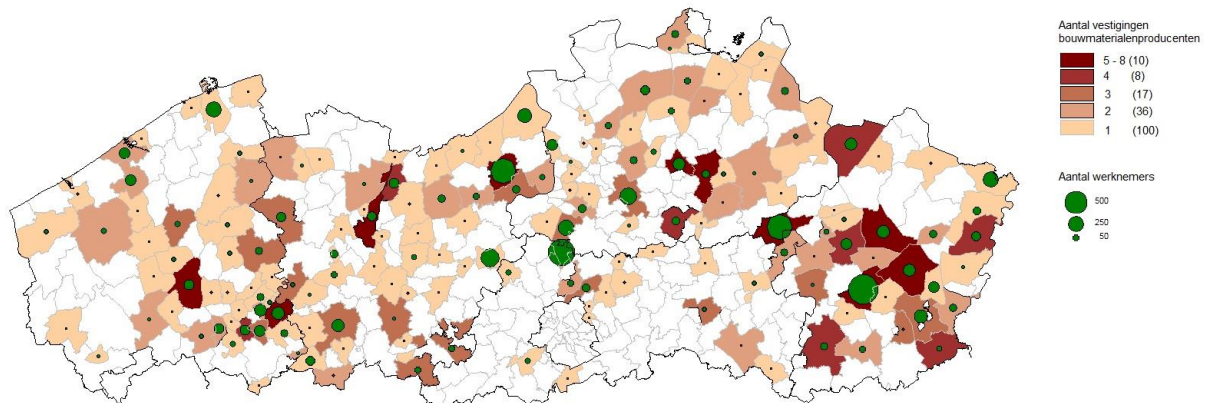 Aantal vestigingen
bouwmaterialenproducenten
5 - 8 (10)
4 (8)
3 (17)
2 (36)
1 (100)
Aantal werknemers
500
250
50